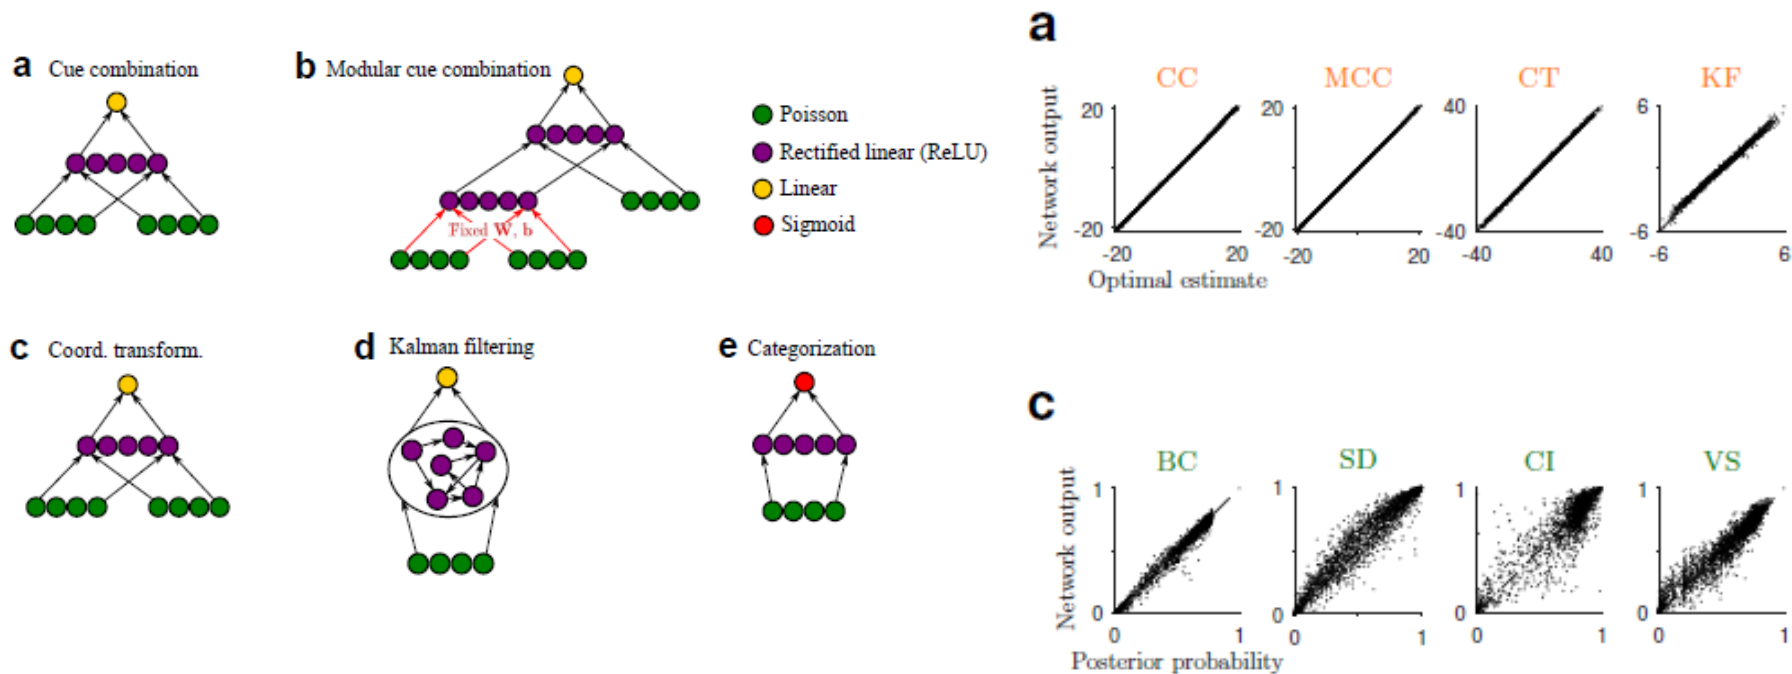 a Cue combination
b Modular cue combination
Poisson
Rectified linear (ReLU)
Linear
Sigmoid
Fixed W, b
c Coord. transform.
d Kalman filtering
e Categorization
a
CC MCC CT KF
Network output
20 20 40 6
-20 -20 -40 -6
-20 20 -20 20 -40 40 -6 6
Optimal estimate
c
BC SD CI VS
Network output
1 1 1 1
0 0 0 0
0 1 0 1 0 1 0 1
Posterior probability